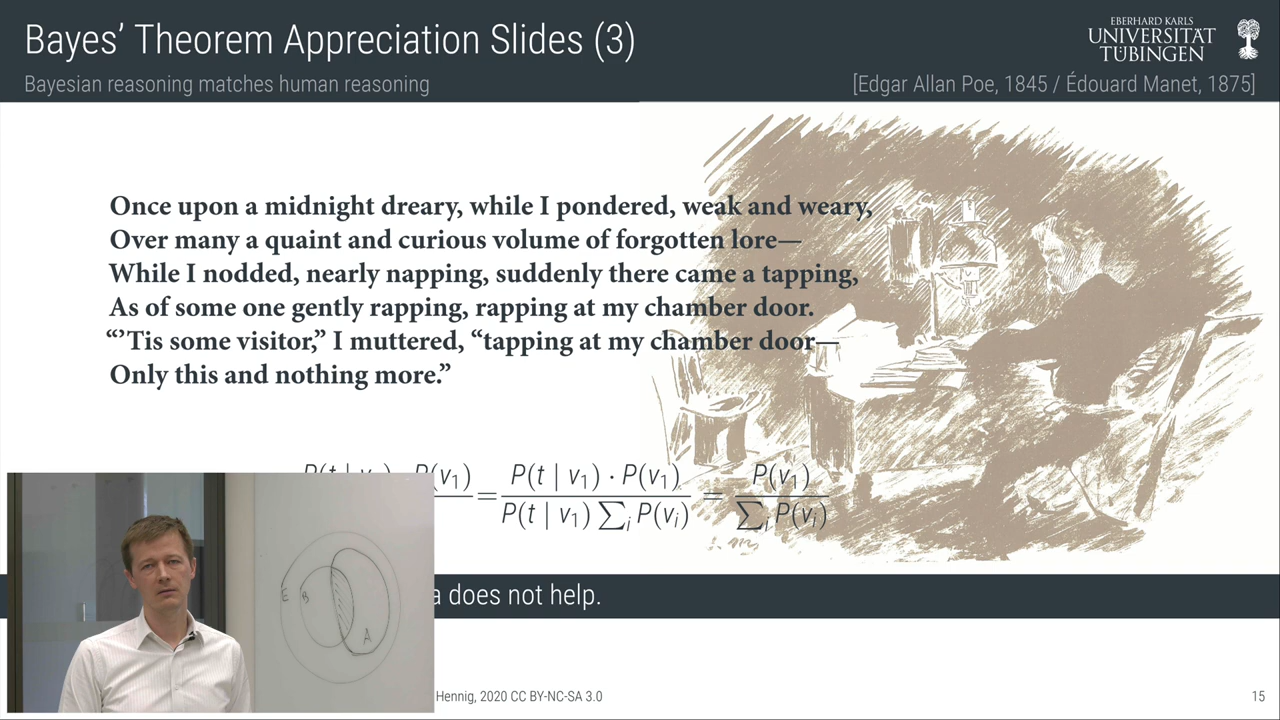 Bayes’ Theorem Appreciation Slides (3)
EBERHARD KARLS
UNIVERSITÄT
TÜBINGEN
Bayesian reasoning matches human reasoning
[Edgar Allan Poe, 1845 / Édouard Manet, 1875]
Once upon a midnight dreary, while I pondered, weak and weary,
Over many a quaint and curious volume of forgotten lore—
While I nodded, nearly napping, suddenly there came a tapping,
As of some one gently rapping, rapping at my chamber door.
“’Tis some visitor,” I muttered, “tapping at my chamber door—
Only this and nothing more.”
P(v₁) P(t | v₁) · P(v₁) P(v₁)
= =
P(t | v₁) ∑ᵢ P(vᵢ) ∑ᵢ P(vᵢ)
E B A
a does not help.
Hennig, 2020 CC BY-NC-SA 3.0
15